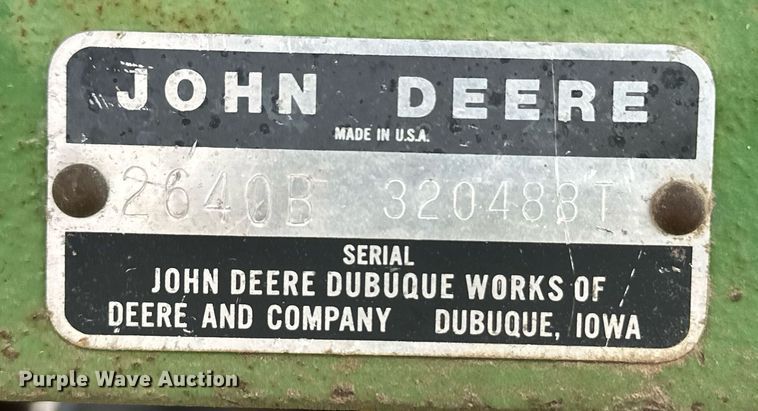 JOHN DEERE
MADE IN U.S.A.
2640B 320488T
SERIAL
JOHN DEERE DUBUQUE WORKS OF
DEERE AND COMPANY DUBUQUE, IOWA
Purple Wave Auction